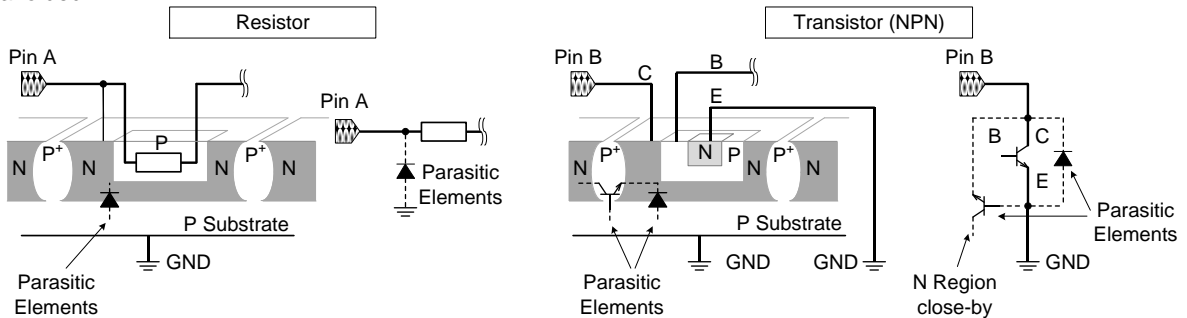 Resistor
Transistor (NPN)
Pin A
Pin B
C
B
E
Pin B
Pin A
N
P+
N
P
P+
N
Parasitic
Elements
N
P+
N
P
P+
N
N
B
C
E
Parasitic
Elements
P Substrate
GND
Parasitic
Elements
P Substrate
GND
GND
Parasitic
Elements
GND
N Region
close-by